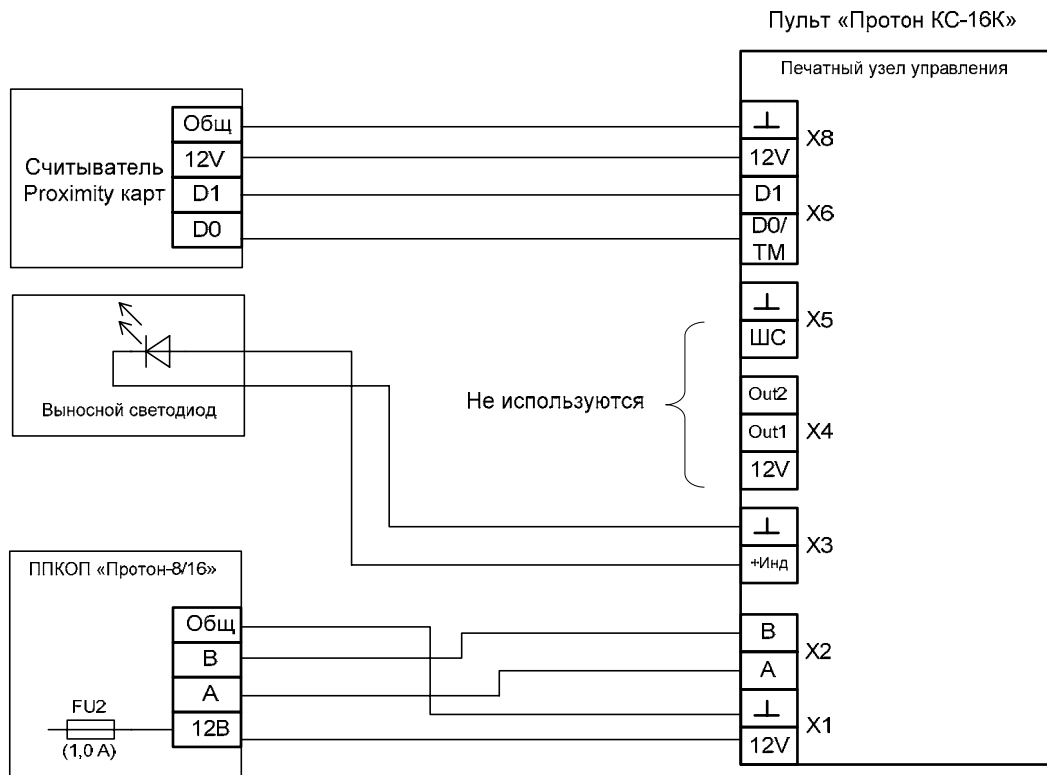 Пульт «Протон КС-16К»
Печатный узел управления
Считыватель
Proximity карт
Общ
12V
D1
D0
12V
X8
D1
D0/
TM
X6
ШС
X5
Out2
Out1
12V
X4
Не используются
Выносной светодиод
+Инд
X3
ППКОП «Протон-8/16»
Общ
B
A
12В
FU2
(1,0 A)
B
A
X2
12V
X1